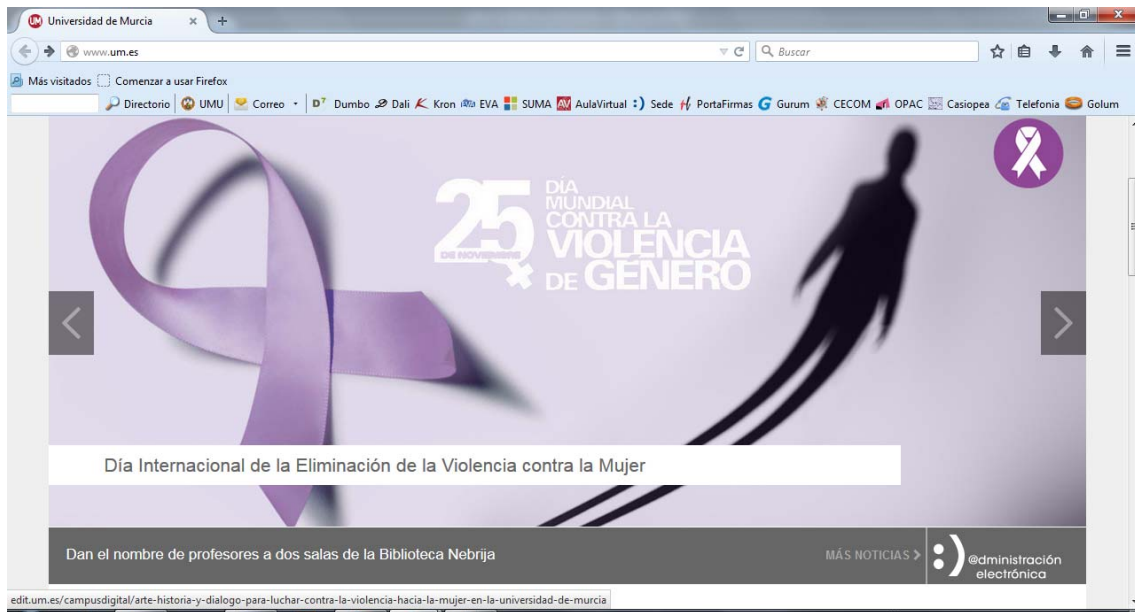 Universidad de Murcia
www.um.es
Buscar
Más visitados Comenzar a usar Firefox
Directorio UMU Correo D7 Dumbo Dali Kron EVA SUMA AV AulaVirtual :) Sede PortaFirmas Gurum CECOM OPAC Casiopea Telefonia Golum
25
DE NOVIEMBRE
DÍA
MUNDIAL
CONTRA LA
VIOLENCIA
DE GÉNERO
Día Internacional de la Eliminación de la Violencia contra la Mujer
Dan el nombre de profesores a dos salas de la Biblioteca Nebrija
MÁS NOTICIAS >
:) @dministración
electrónica
edit.um.es/campusdigital/arte-historia-y-dialogo-para-luchar-contra-la-violencia-hacia-la-mujer-en-la-universidad-de-murcia